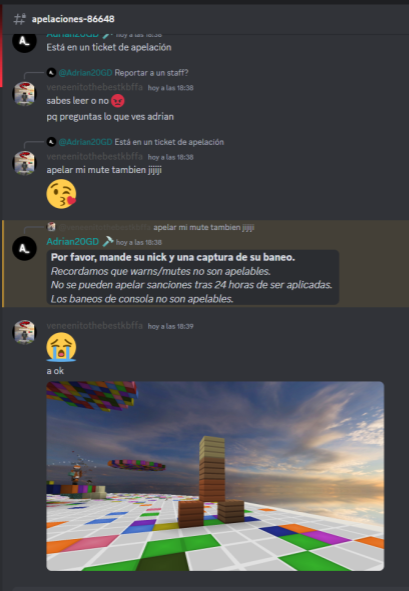 apelaciones-86648
A.
Adrian20GD hoy a las 18:38
Está en un ticket de apelación
@Adrian20GD Reportar a un staff?
veneenitothebestkbffa hoy a las 18:38
sabes leer o no 😡
pq preguntas lo que ves adrian
@Adrian20GD Está en un ticket de apelación
veneenitothebestkbffa hoy a las 18:38
apelar mi mute tambien jijiji
😘
apelar mi mute tambien jijiji
A.
Adrian20GD hoy a las 18:38
Por favor, mande su nick y una captura de su baneo.
Recordamos que warns/mutes no son apelables.
No se pueden apelar sanciones tras 24 horas de ser aplicadas.
Los baneos de consola no son apelables.
veneenitothebestkbffa hoy a las 18:39
😭
a ok